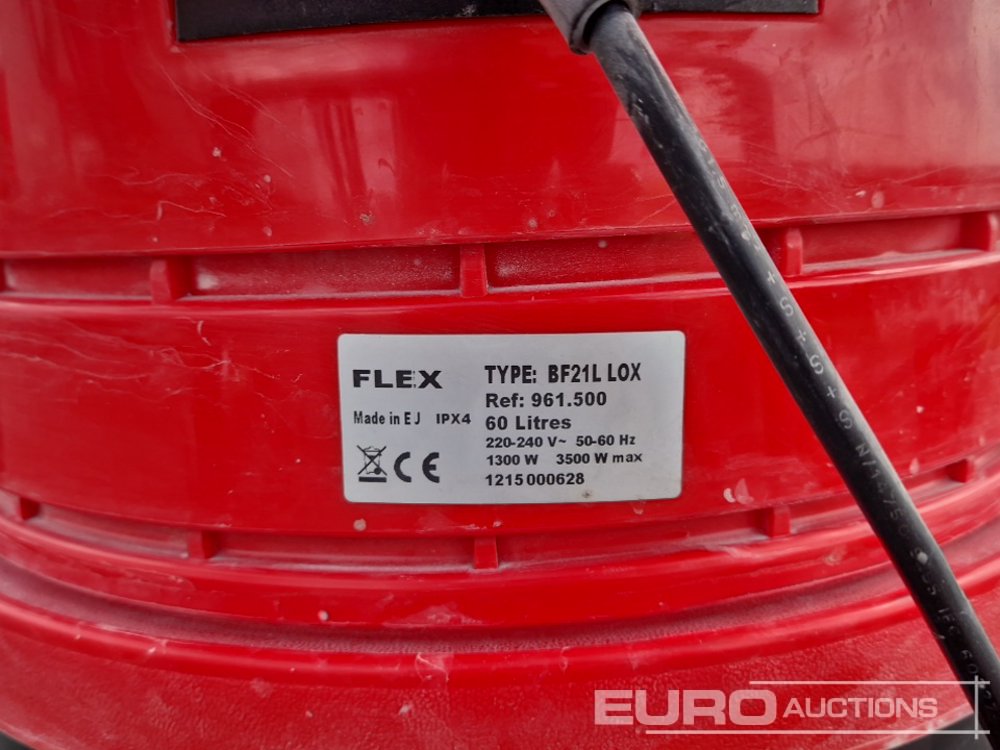 FLEX
Made in EJ IPX4
CE
TYPE: BF21L LOX
Ref: 961.500
60 Litres
220-240 V~ 50-60 Hz
1300 W 3500 W max
1215000628
EURO AUCTIONS